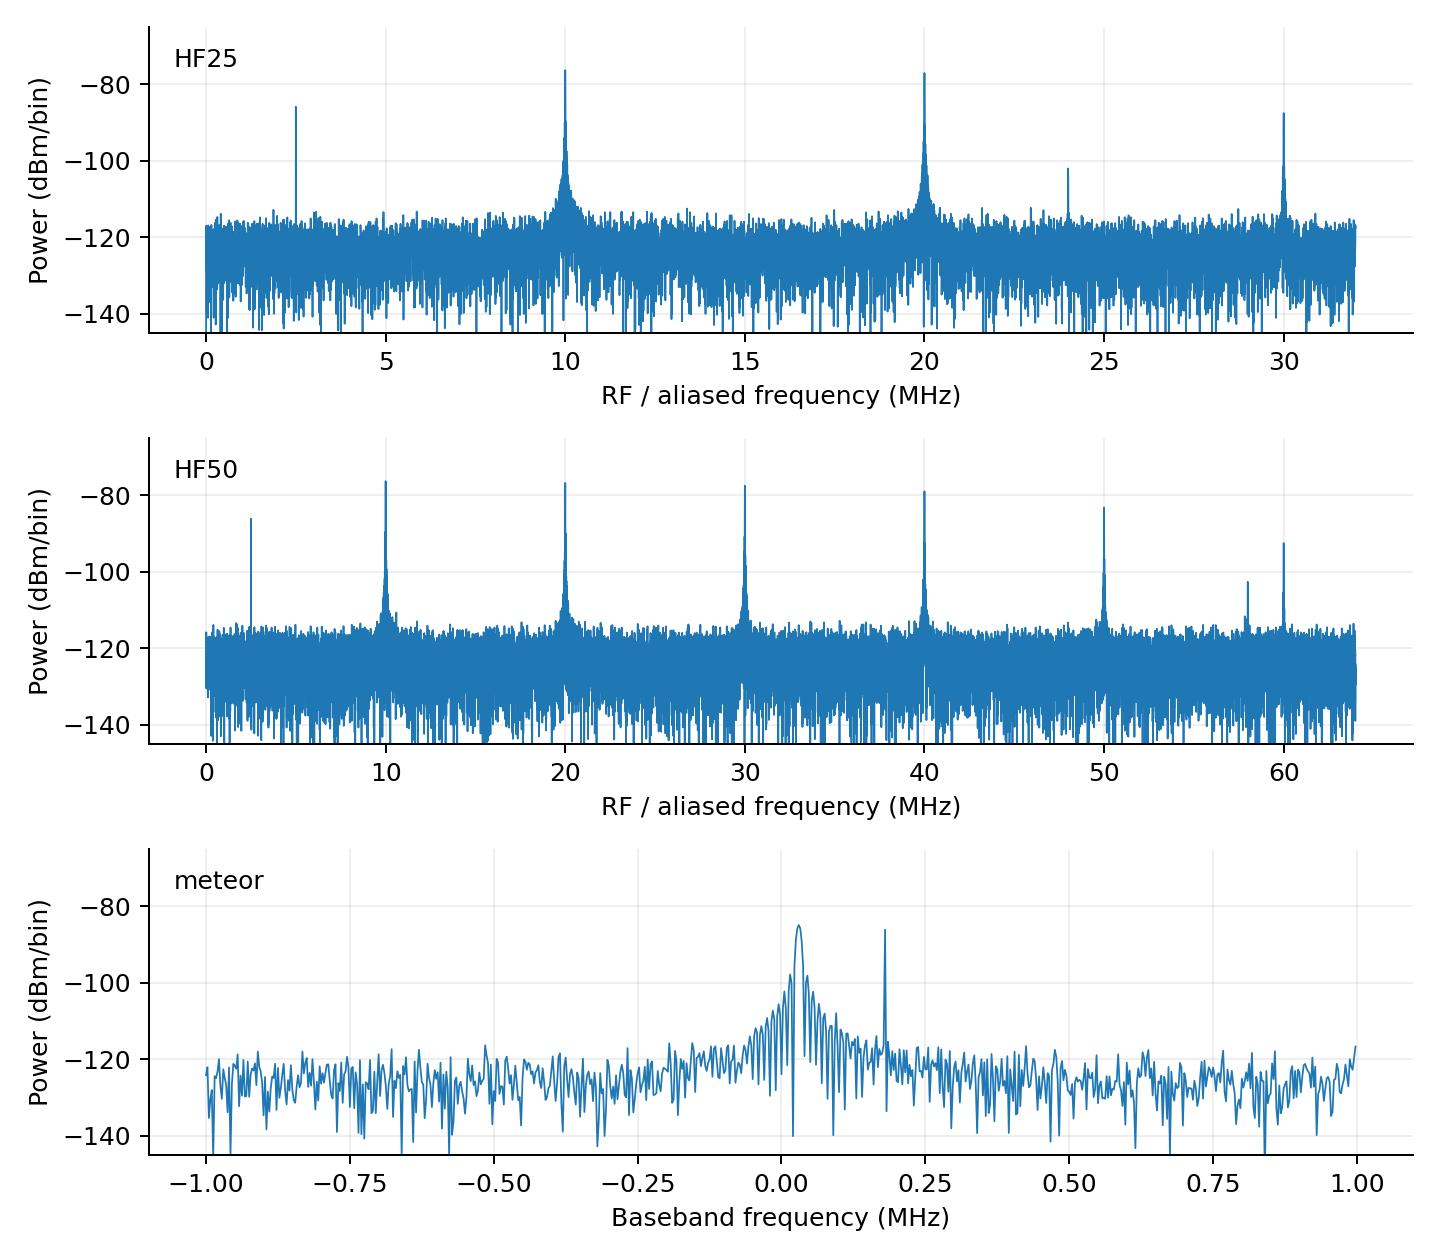 HF25
Power (dBm/bin)
−80
−100
−120
−140
0 5 10 15 20 25 30
RF / aliased frequency (MHz)
HF50
Power (dBm/bin)
−80
−100
−120
−140
0 10 20 30 40 50 60
RF / aliased frequency (MHz)
meteor
Power (dBm/bin)
−80
−100
−120
−140
−1.00 −0.75 −0.50 −0.25 0.00 0.25 0.50 0.75 1.00
Baseband frequency (MHz)